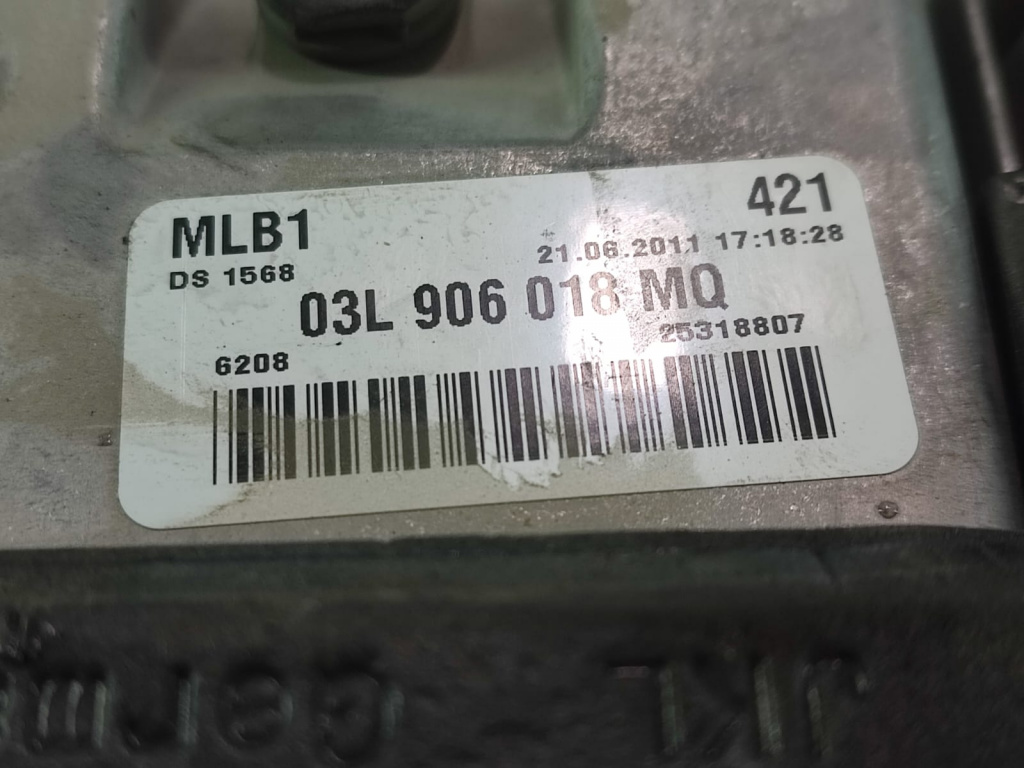 MLB1 421
DS 1568 21.06.2011 17:18:28
03L 906 018 MQ
6208 25318807